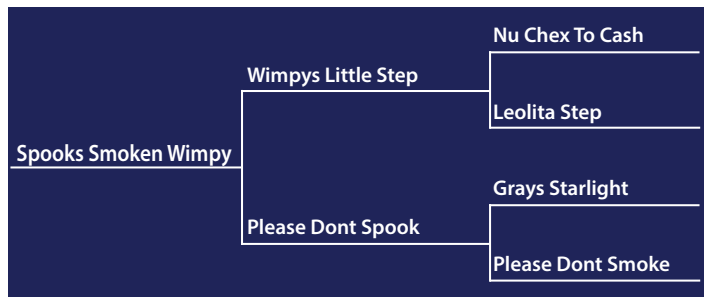 Nu Chex To Cash
Wimpys Little Step
Leolita Step
Spooks Smoken Wimpy
Grays Starlight
Please Dont Spook
Please Dont Smoke